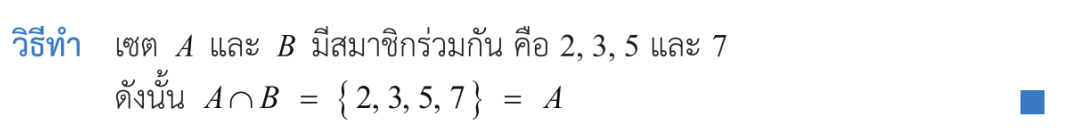 วิธีทำ เซต A และ B มีสมาชิกร่วมกัน คือ 2, 3, 5 และ 7
ดังนั้น A∩B = {2, 3, 5, 7} = A